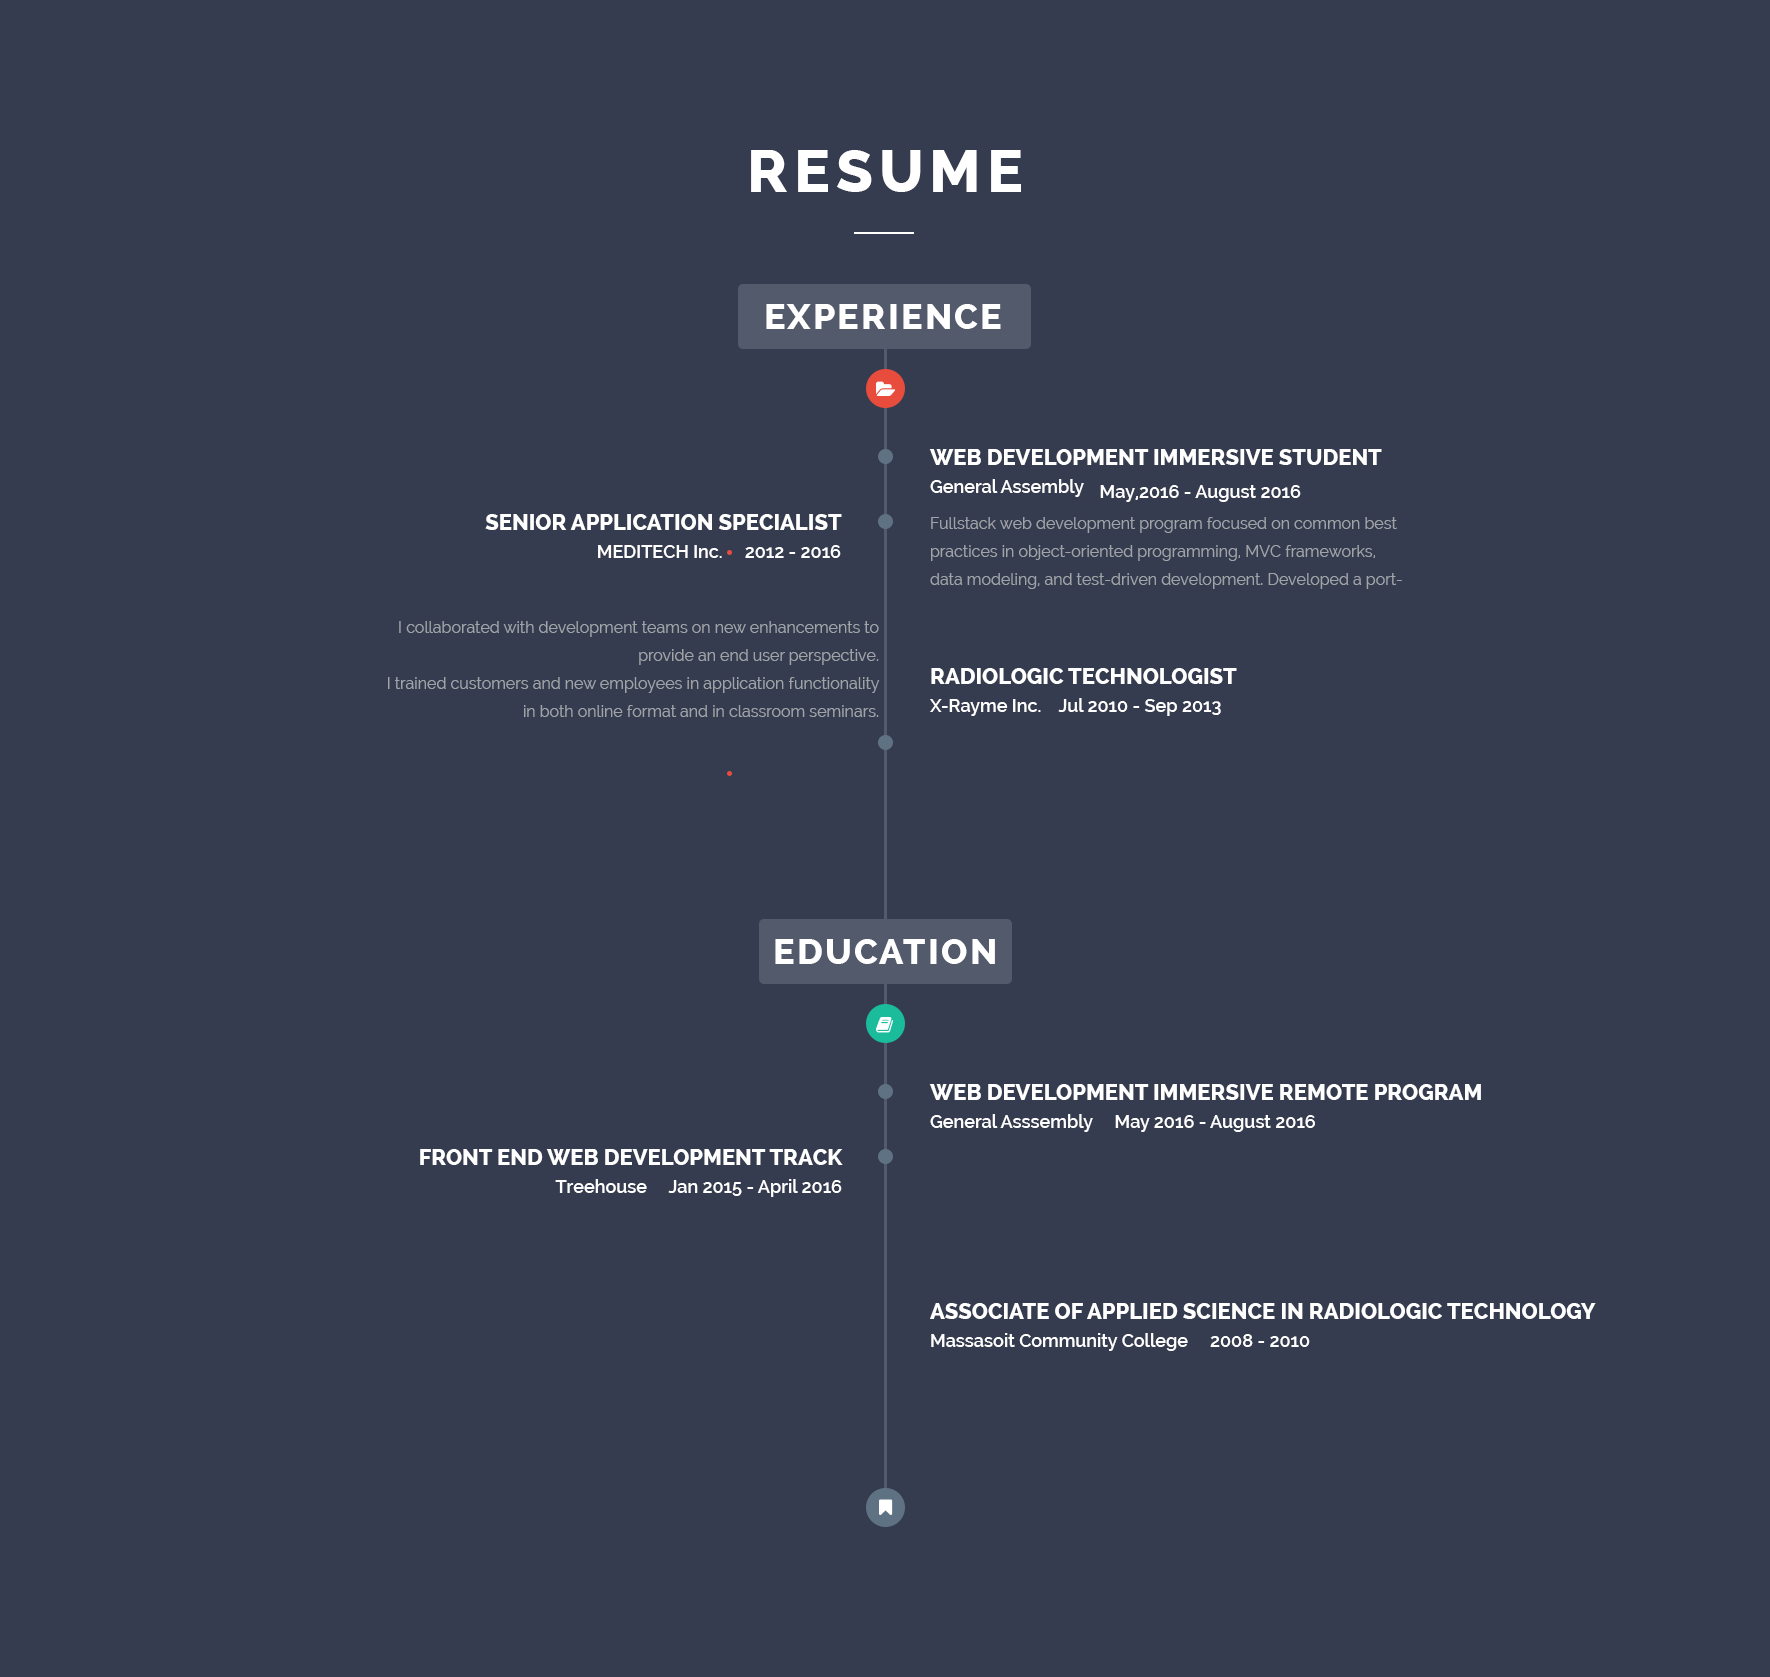 RESUME
EXPERIENCE
WEB DEVELOPMENT IMMERSIVE STUDENT
General Assembly May,2016 - August 2016
Fullstack web development program focused on common best
practices in object-oriented programming, MVC frameworks,
data modeling, and test-driven development. Developed a port-
SENIOR APPLICATION SPECIALIST
MEDITECH Inc. • 2012 - 2016
I collaborated with development teams on new enhancements to
provide an end user perspective.
I trained customers and new employees in application functionality
in both online format and in classroom seminars.
RADIOLOGIC TECHNOLOGIST
X-Rayme Inc. Jul 2010 - Sep 2013
EDUCATION
WEB DEVELOPMENT IMMERSIVE REMOTE PROGRAM
General Asssembly May 2016 - August 2016
FRONT END WEB DEVELOPMENT TRACK
Treehouse Jan 2015 - April 2016
ASSOCIATE OF APPLIED SCIENCE IN RADIOLOGIC TECHNOLOGY
Massasoit Community College 2008 - 2010